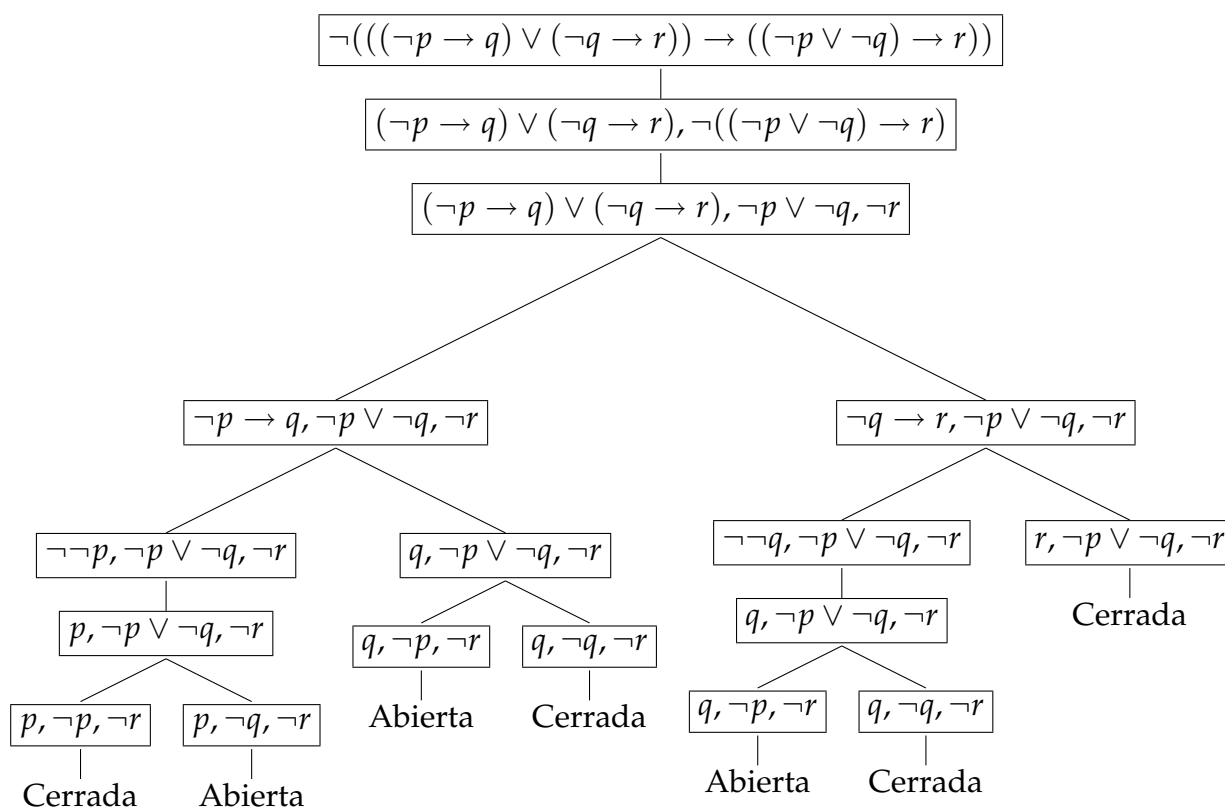 ¬(((¬p → q) ∨ (¬q → r)) → ((¬p ∨ ¬q) → r))
(¬p → q) ∨ (¬q → r), ¬((¬p ∨ ¬q) → r)
(¬p → q) ∨ (¬q → r), ¬p ∨ ¬q, ¬r
¬p → q, ¬p ∨ ¬q, ¬r
¬q → r, ¬p ∨ ¬q, ¬r
¬¬p, ¬p ∨ ¬q, ¬r
q, ¬p ∨ ¬q, ¬r
¬¬q, ¬p ∨ ¬q, ¬r
r, ¬p ∨ ¬q, ¬r
p, ¬p ∨ ¬q, ¬r
q, ¬p, ¬r
q, ¬q, ¬r
q, ¬p ∨ ¬q, ¬r
Cerrada
p, ¬p, ¬r
p, ¬q, ¬r
Abierta
Cerrada
q, ¬p, ¬r
q, ¬q, ¬r
Cerrada
Abierta
Abierta
Cerrada